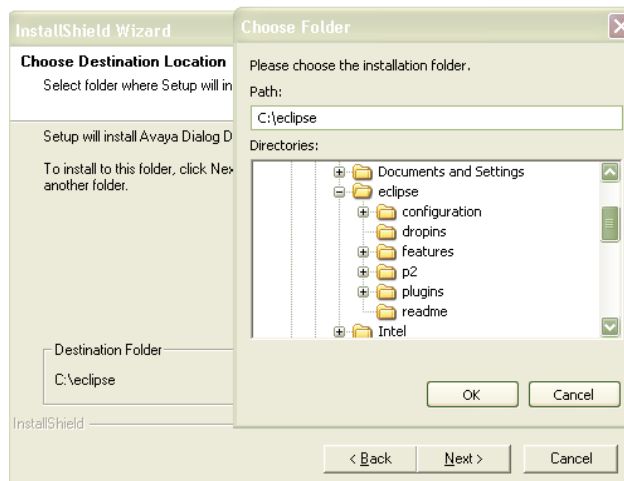 InstallShield Wizard
Choose Destination Location
Select folder where Setup will in
Setup will install Avaya Dialog D
To install to this folder, click Nex
another folder.
Destination Folder
C:\eclipse
InstallShield
< Back
Next >
Cancel
Choose Folder
Please choose the installation folder.
Path:
C:\eclipse
Directories:
Documents and Settings
eclipse
configuration
dropins
features
p2
plugins
readme
Intel
OK
Cancel